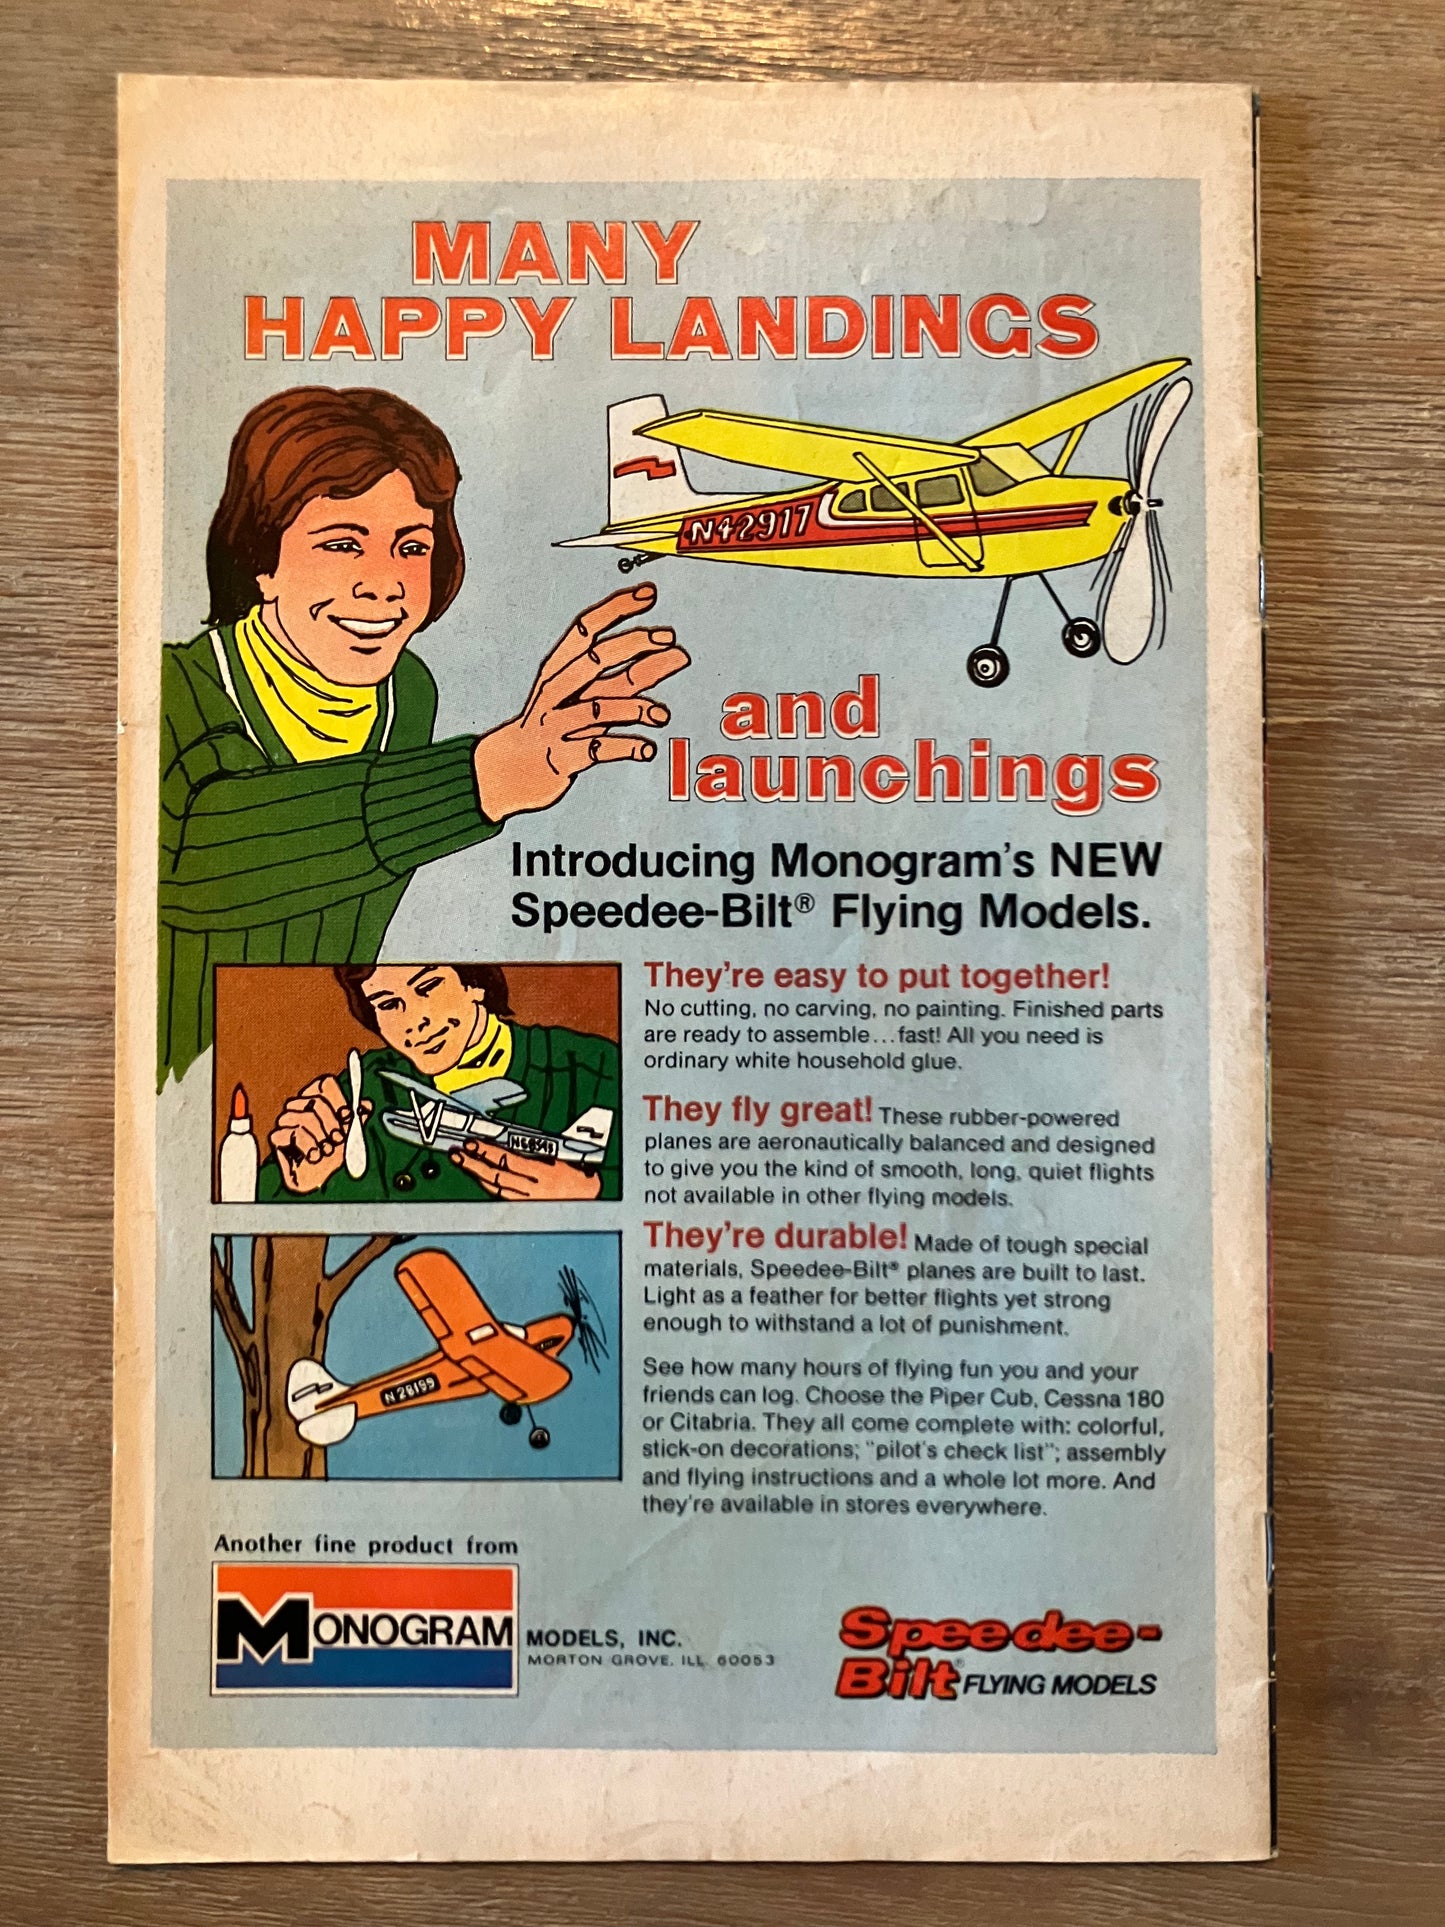 MANY
HAPPY LANDINGS
N42917
and
launchings
Introducing Monogram's NEW
Speedee-Bilt® Flying Models.
They're easy to put together!
No cutting, no carving, no painting. Finished parts
are ready to assemble...fast! All you need is
ordinary white household glue.
They fly great! These rubber-powered
planes are aeronautically balanced and designed
to give you the kind of smooth, long, quiet flights
not available in other flying models.
They're durable! Made of tough special
materials, Speedee-Bilt® planes are built to last.
Light as a feather for better flights yet strong
enough to withstand a lot of punishment.
N28199
See how many hours of flying fun you and your
friends can log. Choose the Piper Cub, Cessna 180
or Citabria. They all come complete with: colorful,
stick-on decorations; "pilot's check list"; assembly
and flying instructions and a whole lot more. And
they're available in stores everywhere.
Another fine product from
MONOGRAM
MODELS, INC.
MORTON GROVE, ILL. 60053
Speedee-
Bilt® FLYING MODELS